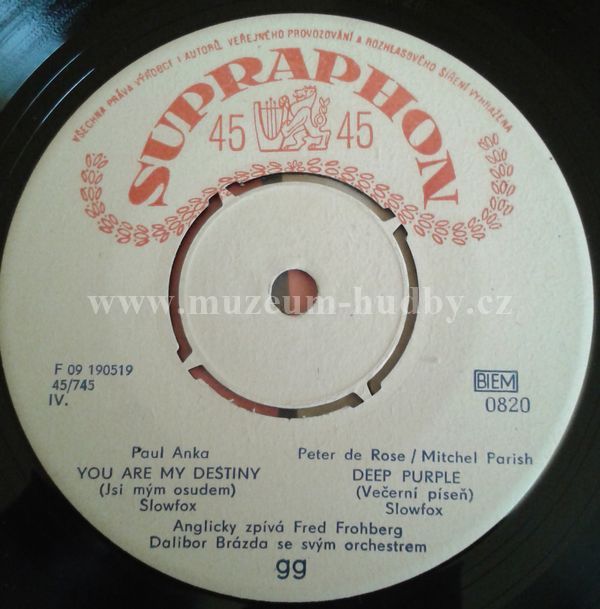 VŠECHNA PRÁVA VÝROBCŮ I AUTORŮ, VEŘEJNÉHO PROVOZOVÁNÍ A ROZHLASOVÉHO ŠÍŘENÍ VYHRAŽENA
SUPRAPHON
45 45
www.muzeum-hudby.cz
F 09 190519
45/745
IV.
BIEM
0820
Paul Anka
YOU ARE MY DESTINY
(Jsi mým osudem)
Slowfox
Peter de Rose / Mitchel Parish
DEEP PURPLE
(Večerní píseň)
Slowfox
Anglicky zpívá Fred Frohberg
Dalibor Brázda se svým orchestrem
gg